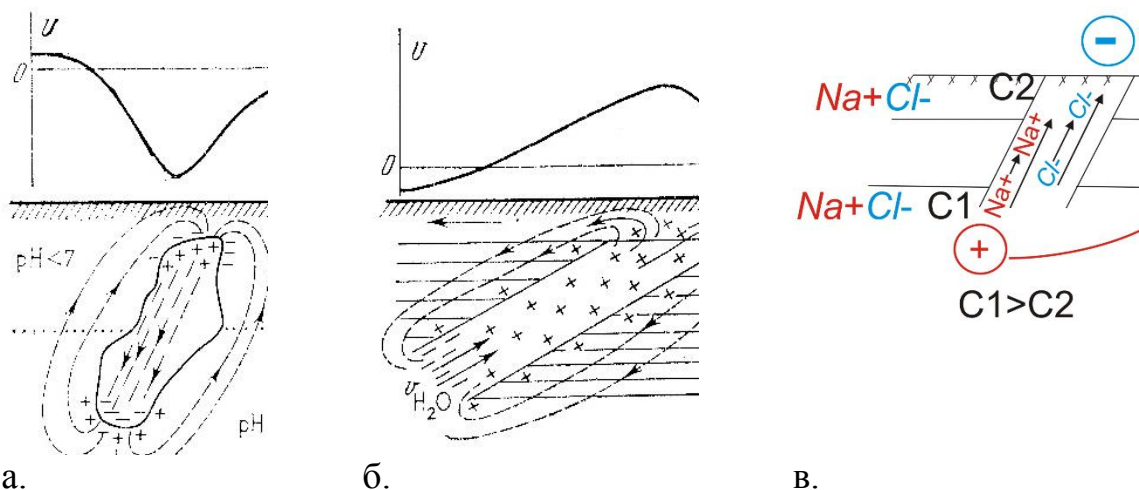 U
0
pH<7
pH
а.
U
0
υ H₂O
б.
−
Na+Cl-
C2
Na+
Na+
Cl-
Cl-
Na+Cl-
C1
+
C1>C2
в.